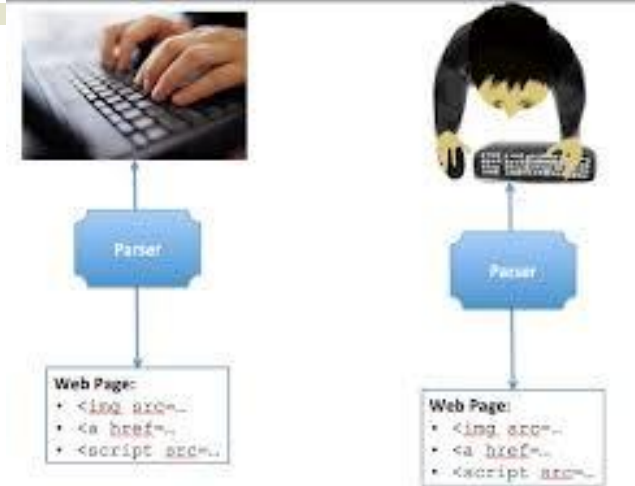 Parser
Web Page:
• <img src=…
• <a href=…
• <script src=…
Parser
Web Page:
• <img src=…
• <a href=…
• <script src=…